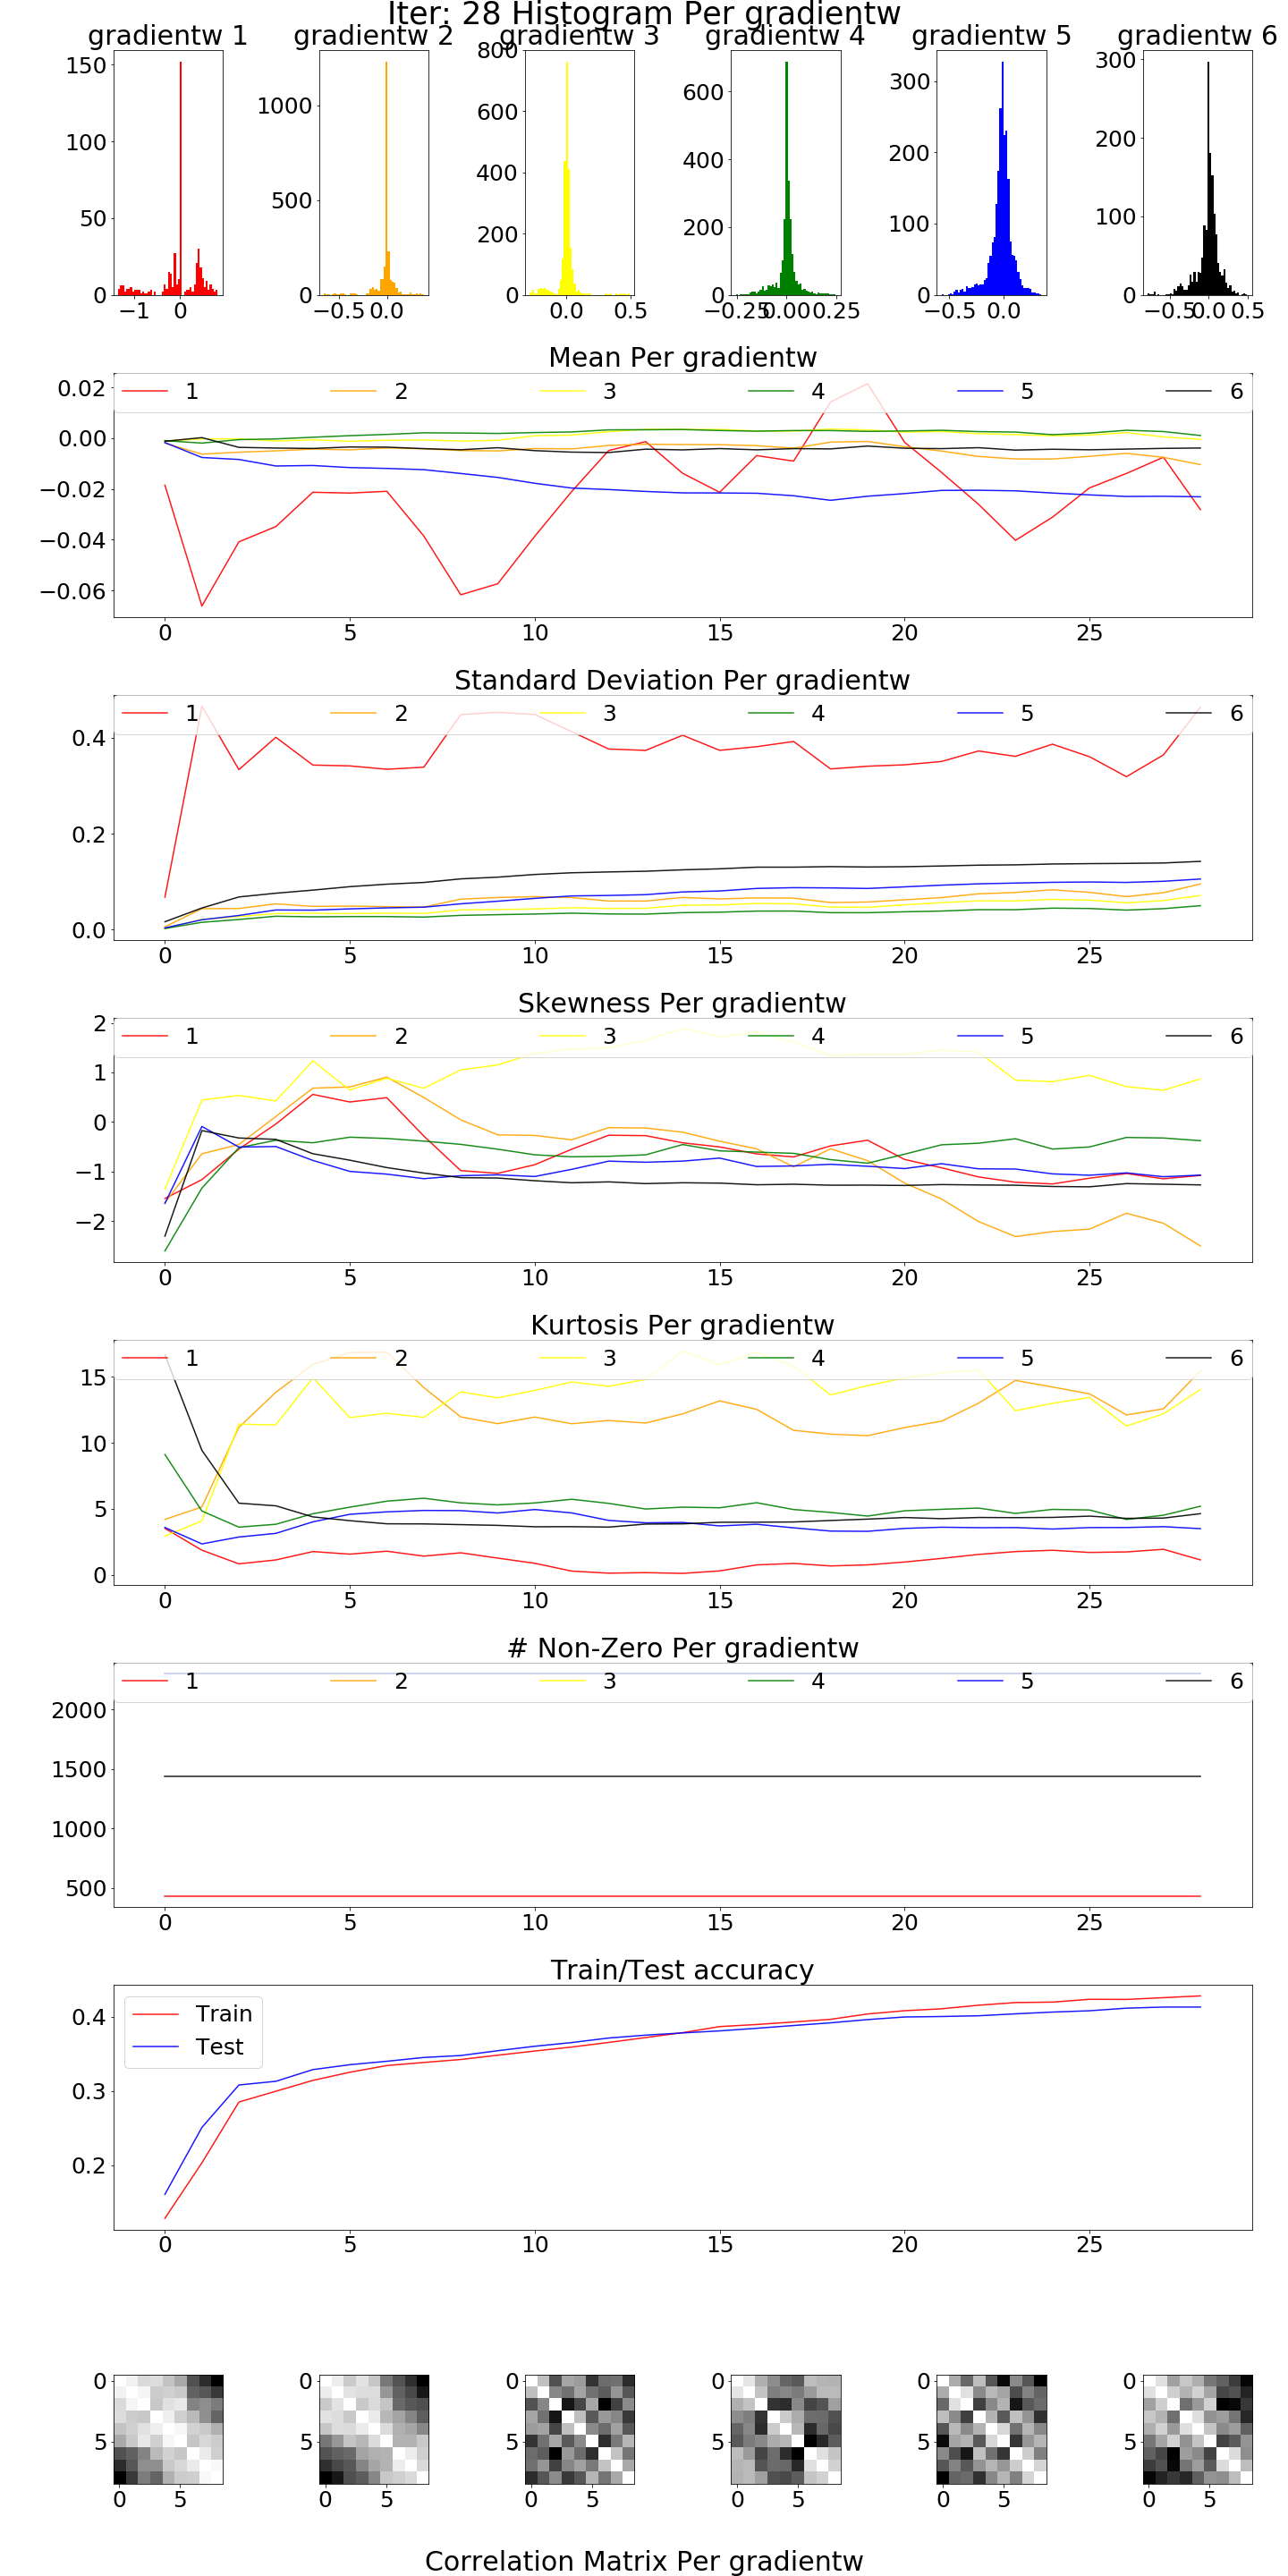 Iter: 28 Histogram Per gradientw
gradientw 1 gradientw 2 gradientw 3 gradientw 4 gradientw 5 gradientw 6
150
100
50
0
−1 0
1000
500
0
−0.5 0.0
800
600
400
200
0
0.0 0.5
600
400
200
0
−0.25 0.00 0.25
300
200
100
0
−0.5 0.0
300
200
100
0
−0.5 0.0 0.5
Mean Per gradientw
1 2 3 4 5 6
0.02
0.00
−0.02
−0.04
−0.06
0 5 10 15 20 25
Standard Deviation Per gradientw
1 2 3 4 5 6
0.4
0.2
0.0
0 5 10 15 20 25
Skewness Per gradientw
1 2 3 4 5 6
2
1
0
−1
−2
0 5 10 15 20 25
Kurtosis Per gradientw
1 2 3 4 5 6
15
10
5
0
0 5 10 15 20 25
# Non-Zero Per gradientw
1 2 3 4 5 6
2000
1500
1000
500
0 5 10 15 20 25
Train/Test accuracy
Train
Test
0.4
0.3
0.2
0 5 10 15 20 25
0 0 0 0 0 0
5 5 5 5 5 5
0 5 0 5 0 5 0 5 0 5 0 5
Correlation Matrix Per gradientw